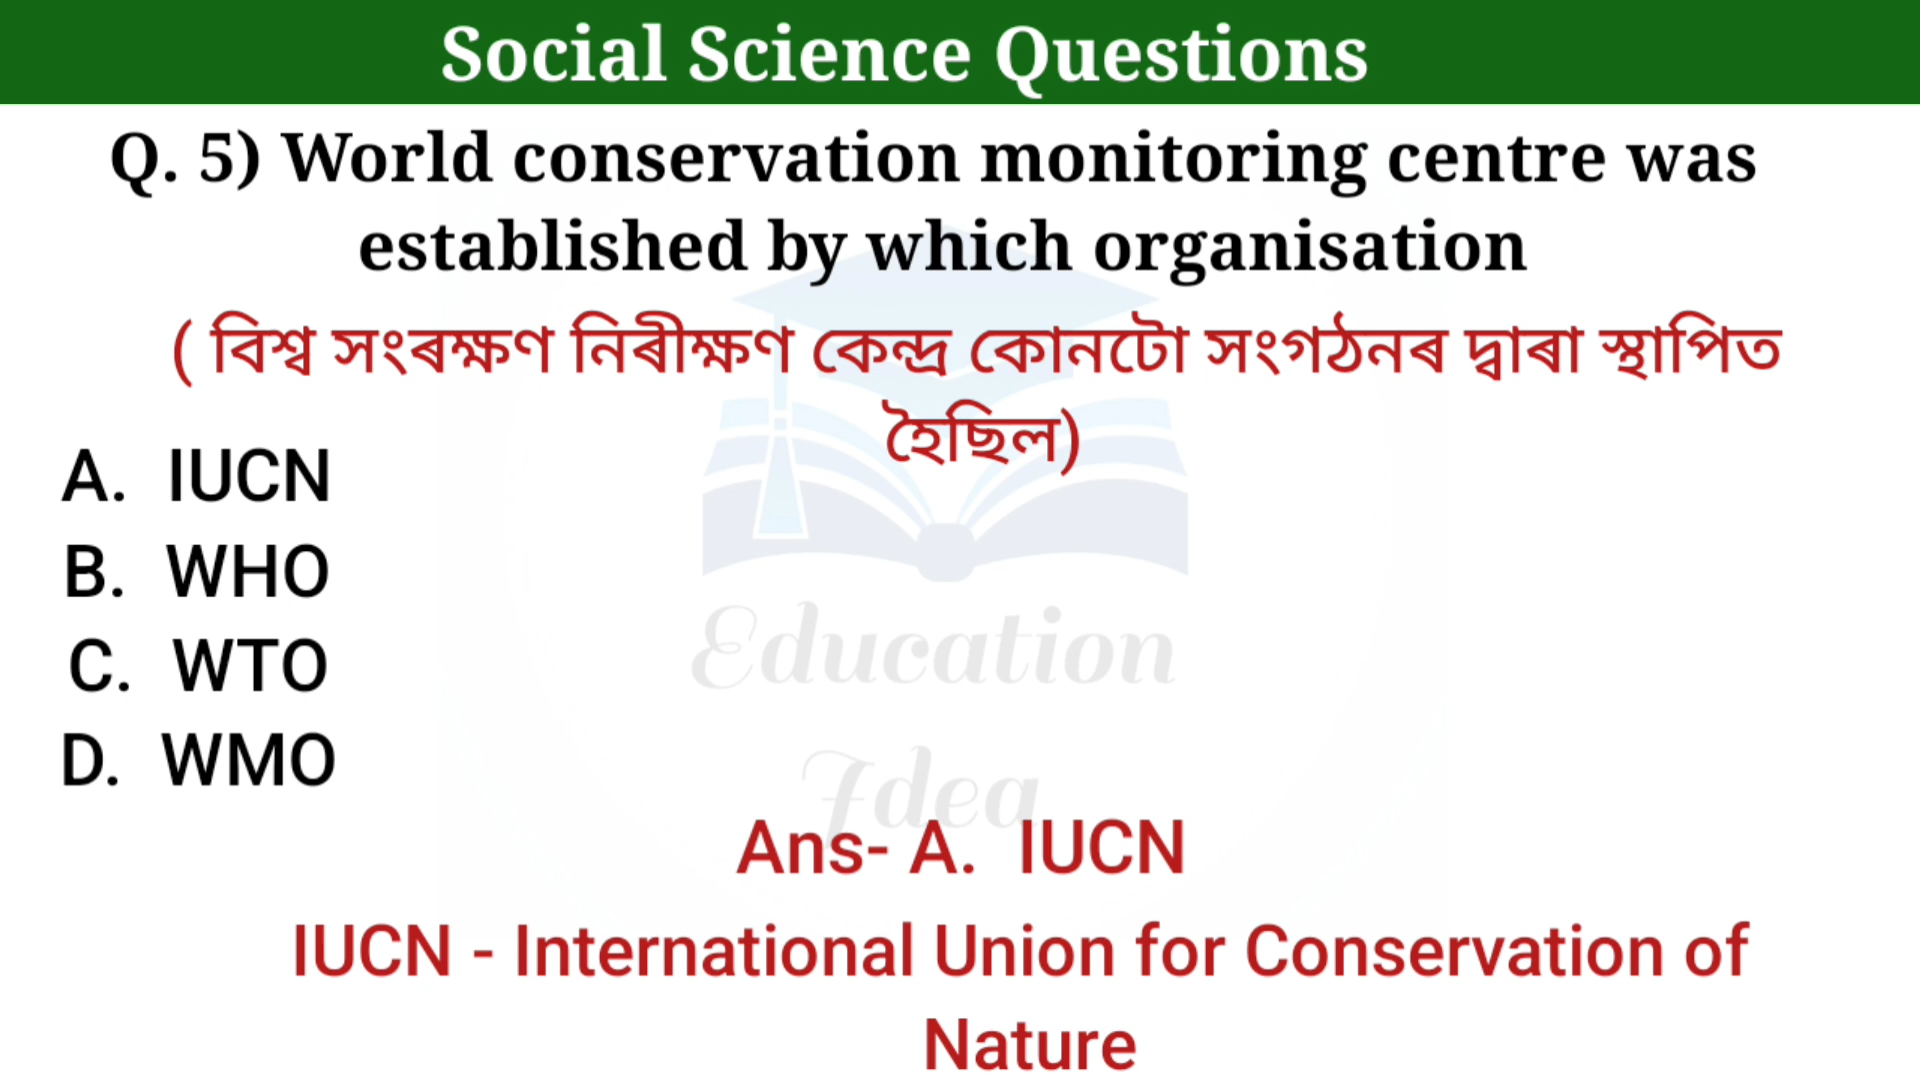 Social Science Questions
Q. 5) World conservation monitoring centre was
established by which organisation
( বিশ্ব সংৰক্ষণ নিৰীক্ষণ কেন্দ্ৰ কোনটো সংগঠনৰ দ্বাৰা স্থাপিত
হৈছিল)
A. IUCN
B. WHO
C. WTO
D. WMO
Education
Idea
Ans- A. IUCN
IUCN - International Union for Conservation of
Nature